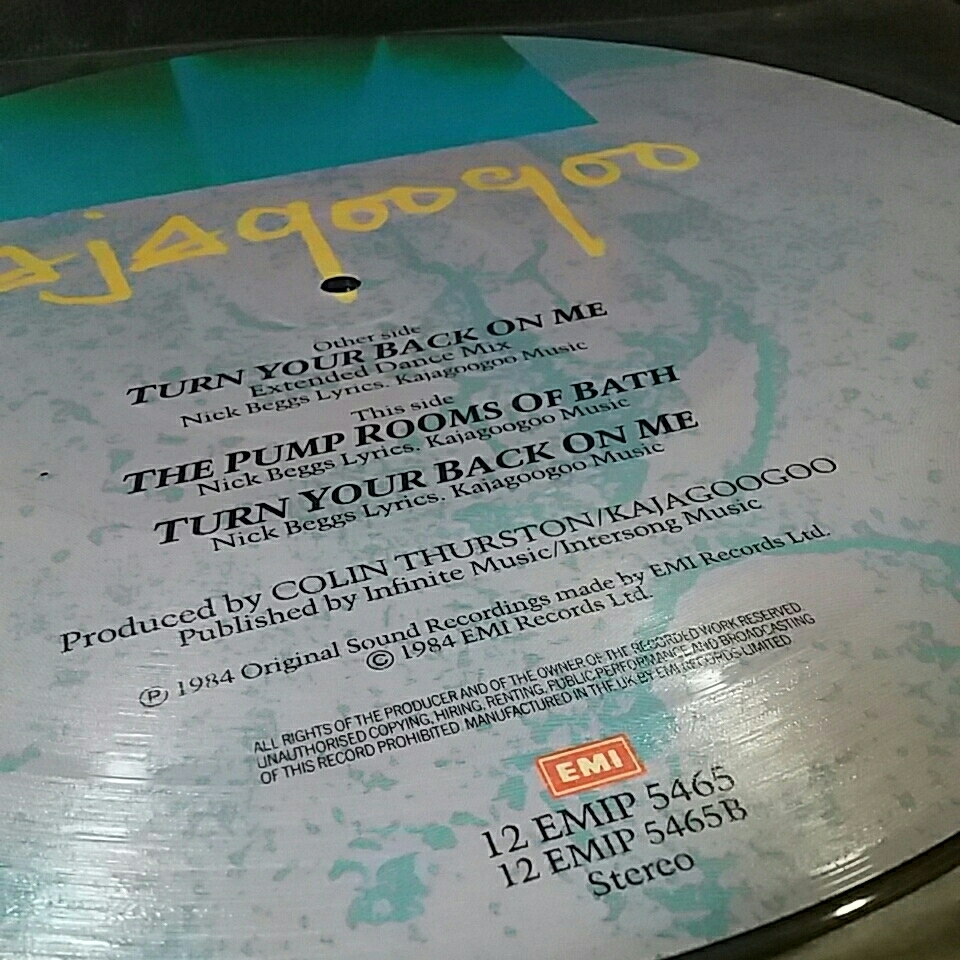 ajagoogoo
Other side
TURN YOUR BACK ON ME
Extended Dance Mix
Nick Beggs Lyrics. Kajagoogoo Music
This side
THE PUMP ROOMS OF BATH
Nick Beggs Lyrics. Kajagoogoo Music
TURN YOUR BACK ON ME
Nick Beggs Lyrics. Kajagoogoo Music
Produced by COLIN THURSTON/KAJAGOOGOO
Published by Infinite Music/Intersong Music
℗ 1984 Original Sound Recordings made by EMI Records Ltd.
© 1984 EMI Records Ltd.
ALL RIGHTS OF THE PRODUCER AND OF THE OWNER OF THE RECORDED WORK RESERVED.
UNAUTHORISED COPYING, HIRING, RENTING, PUBLIC PERFORMANCE AND BROADCASTING
OF THIS RECORD PROHIBITED. MANUFACTURED IN THE UK BY EMI RECORDS LIMITED
EMI
12 EMIP 5465
12 EMIP 5465B
Stereo